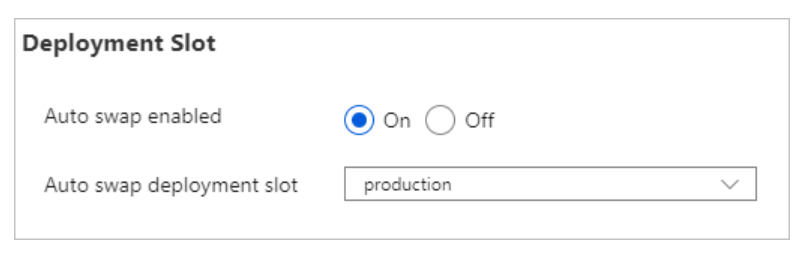 Deployment Slot
Auto swap enabled On Off
Auto swap deployment slot production